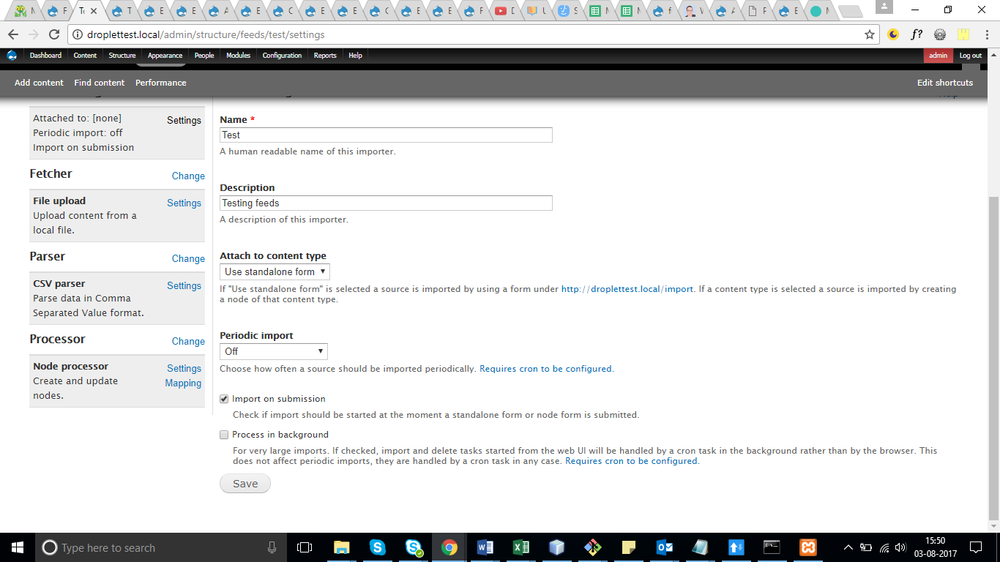 droplettest.local/admin/structure/feeds/test/settings
f?
Dashboard Content Structure Appearance People Modules Configuration Reports Help admin Log out
Add content Find content Performance Edit shortcuts
Attached to: [none]
Settings
Periodic import: off
Import on submission
Fetcher
Change
File upload
Settings
Upload content from a
local file.
Parser
Change
CSV parser
Settings
Parse data in Comma
Separated Value format.
Processor
Change
Node processor
Settings
Create and update
Mapping
nodes.
Name *
Test
A human readable name of this importer.
Description
Testing feeds
A description of this importer.
Attach to content type
Use standalone form
If "Use standalone form" is selected a source is imported by using a form under http://droplettest.local/import. If a content type is selected a source is imported by creating
a node of that content type.
Periodic import
Off
Choose how often a source should be imported periodically. Requires cron to be configured.
Import on submission
Check if import should be started at the moment a standalone form or node form is submitted.
Process in background
For very large imports. If checked, import and delete tasks started from the web UI will be handled by a cron task in the background rather than by the browser. This
does not affect periodic imports, they are handled by a cron task in any case. Requires cron to be configured.
Save
Type here to search
15:50
03-08-2017